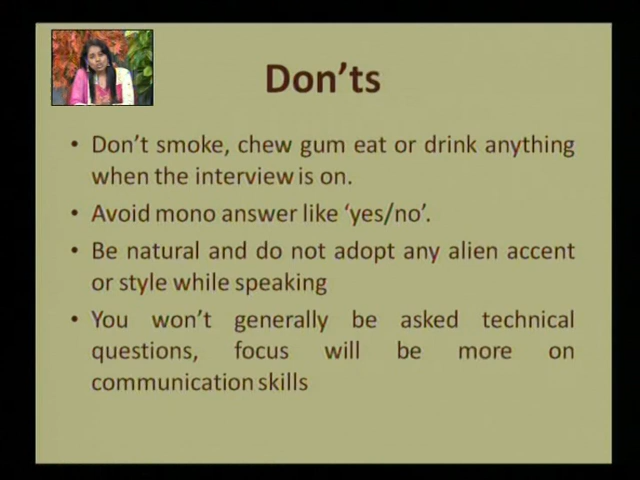 Don'ts
• Don't smoke, chew gum eat or drink anything
when the interview is on.
• Avoid mono answer like 'yes/no'.
• Be natural and do not adopt any alien accent
or style while speaking
• You won't generally be asked technical
questions, focus will be more on
communication skills